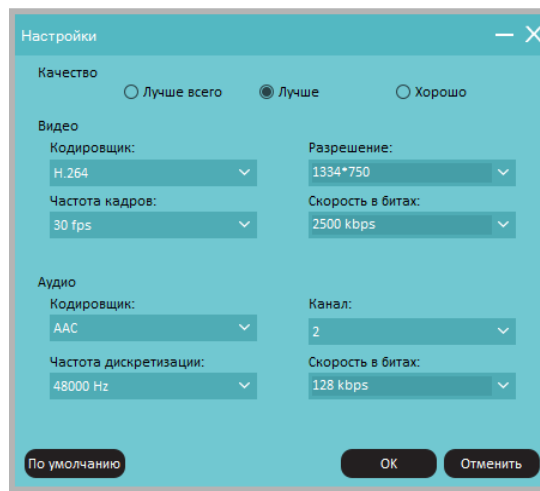 Настройки
Качество
Лучше всего Лучше Хорошо
Видео
Кодировщик: Разрешение:
H.264 1334*750
Частота кадров: Скорость в битах:
30 fps 2500 kbps
Аудио
Кодировщик: Канал:
AAC 2
Частота дискретизации: Скорость в битах:
48000 Hz 128 kbps
По умолчанию OK Отменить